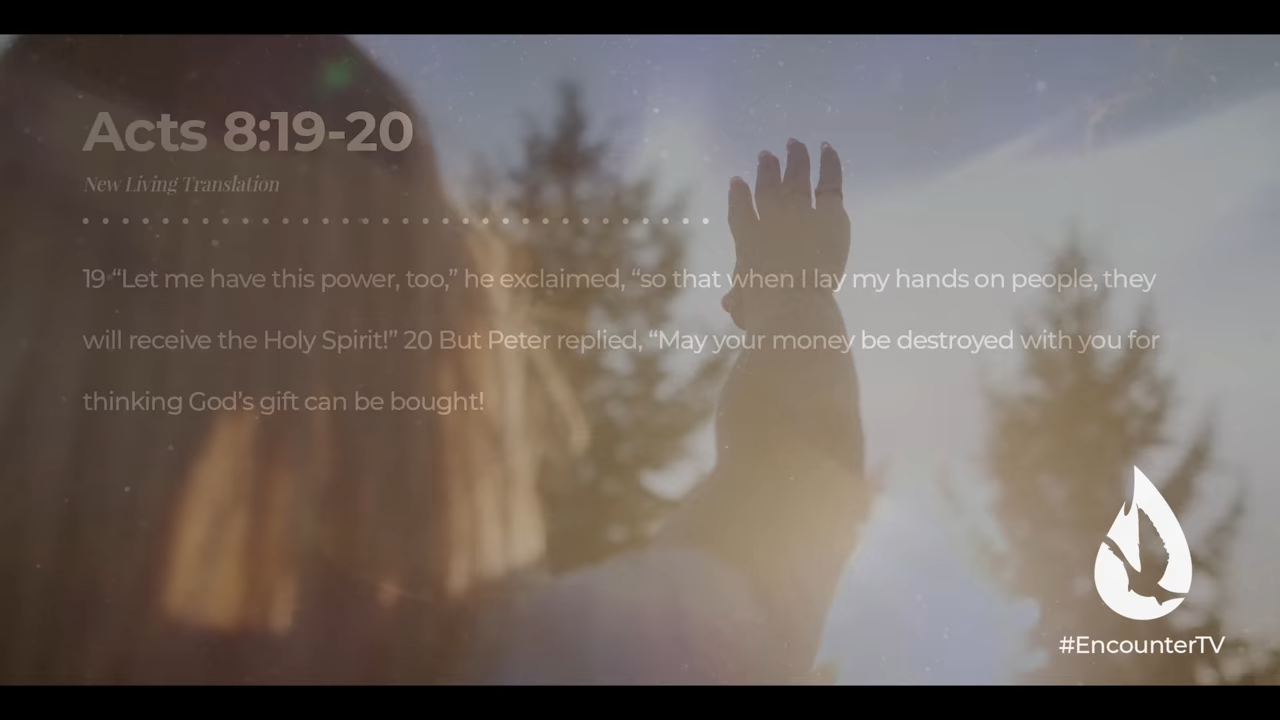 Acts 8:19-20
New Living Translation
19 “Let me have this power, too,” he exclaimed, “so that when I lay my hands on people, they
will receive the Holy Spirit!” 20 But Peter replied, “May your money be destroyed with you for
thinking God’s gift can be bought!
#EncounterTV